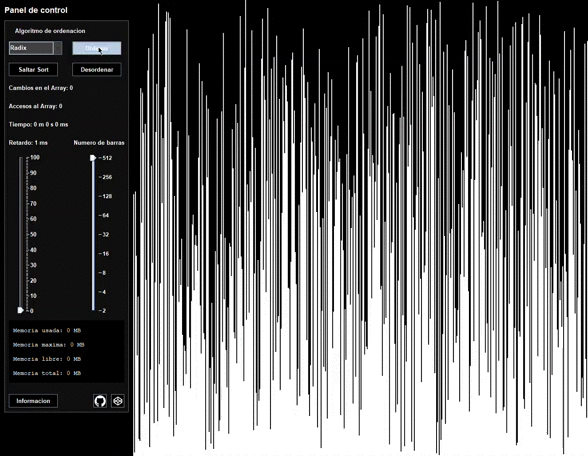 Panel de control
Algoritmo de ordenacion
Radix
Ordenar
Saltar Sort
Desordenar
Cambios en el Array: 0
Accesos al Array: 0
Tiempo: 0 m 0 s 0 ms
Retardo: 1 ms
Numero de barras
100
90
80
70
60
50
40
30
20
10
0
512
256
128
64
32
16
8
4
2
Memoria usada: 0 MB
Memoria maxima: 0 MB
Memoria libre: 0 MB
Memoria total: 0 MB
Informacion